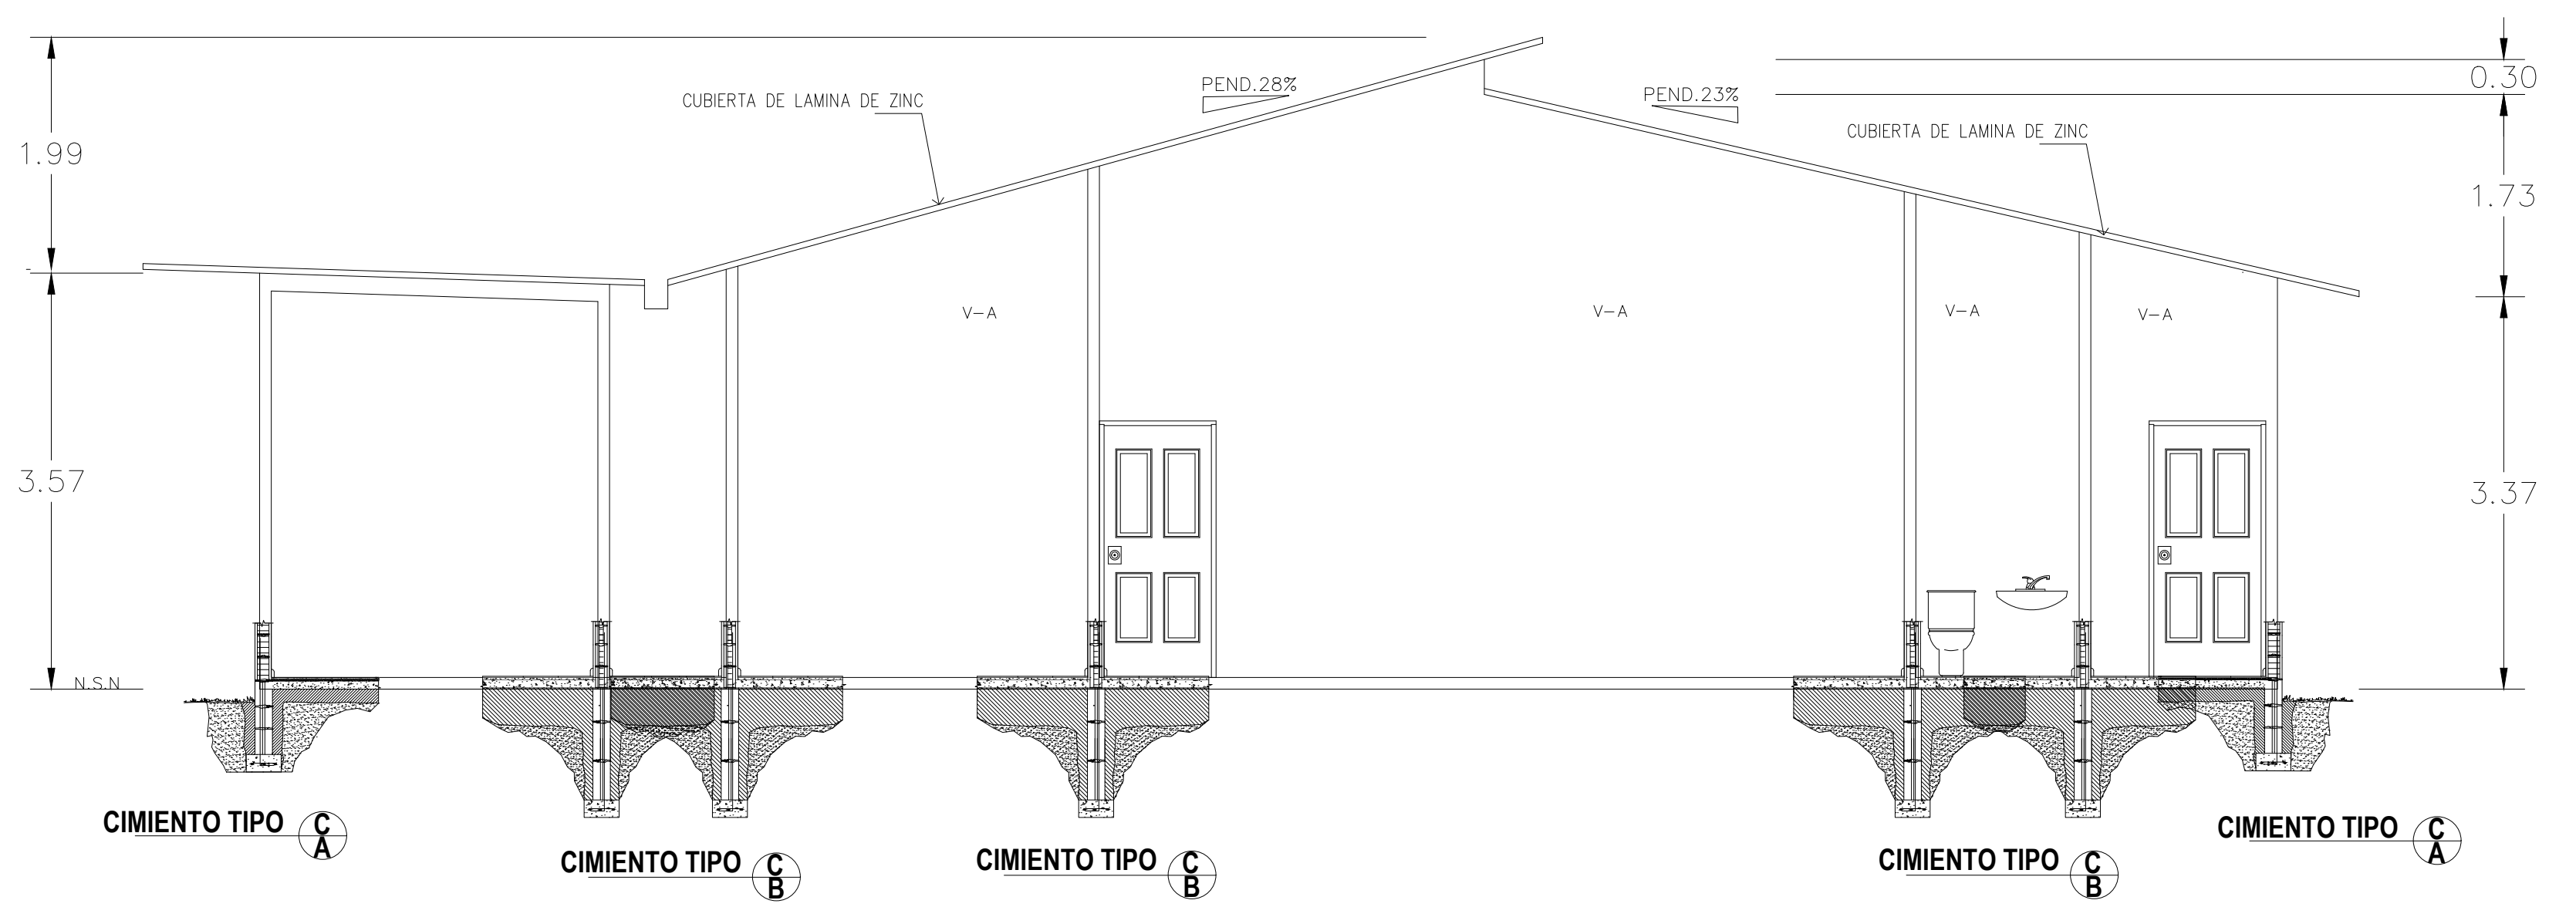 PEND.28%
0.30
PEND.23%
CUBIERTA DE LAMINA DE ZINC
CUBIERTA DE LAMINA DE ZINC
1.99
1.73
V-A
V-A
V-A
V-A
3.57
3.37
N.S.N
CIMIENTO TIPO
C
A
CIMIENTO TIPO
C
B
CIMIENTO TIPO
C
B
CIMIENTO TIPO
C
B
CIMIENTO TIPO
C
A